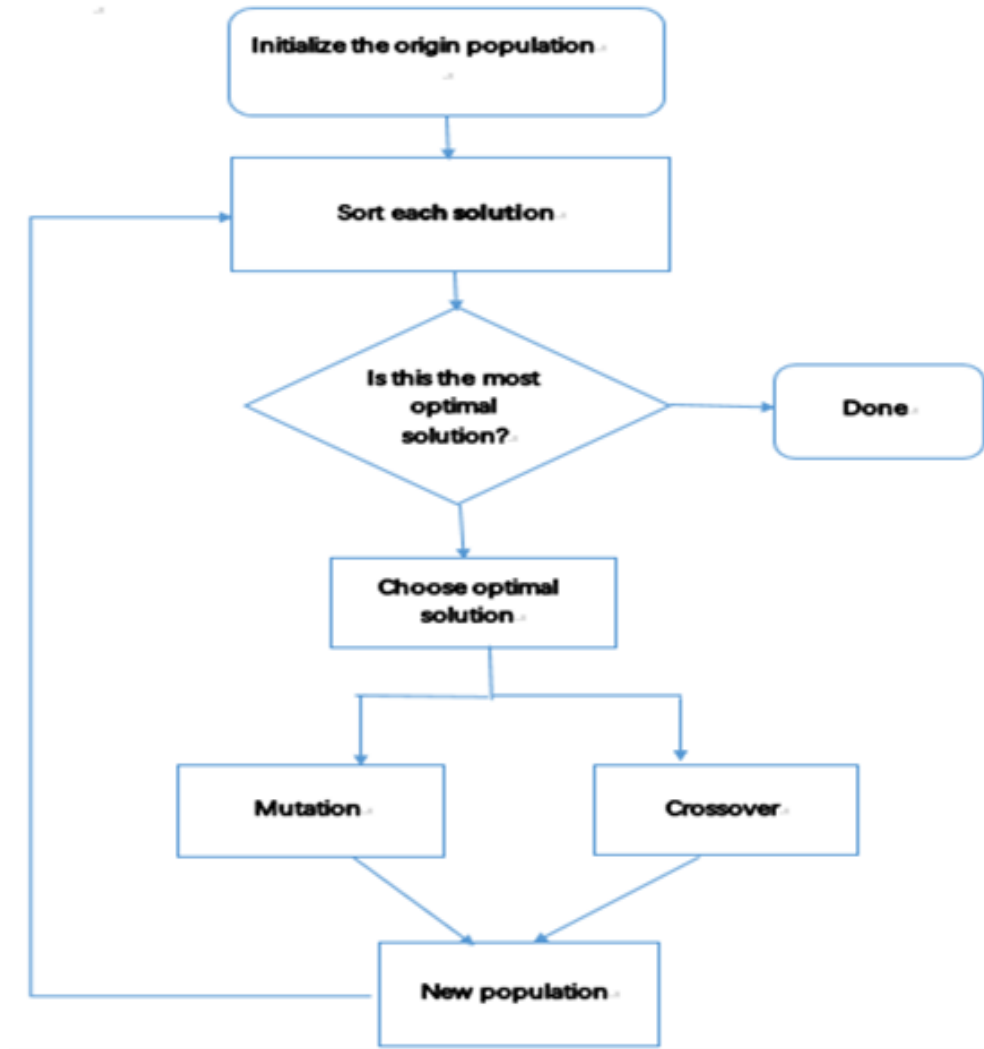 Initialize the origin population
Sort each solution
Is this the most
optimal
solution?
Done
Choose optimal
solution
Mutation
Crossover
New population